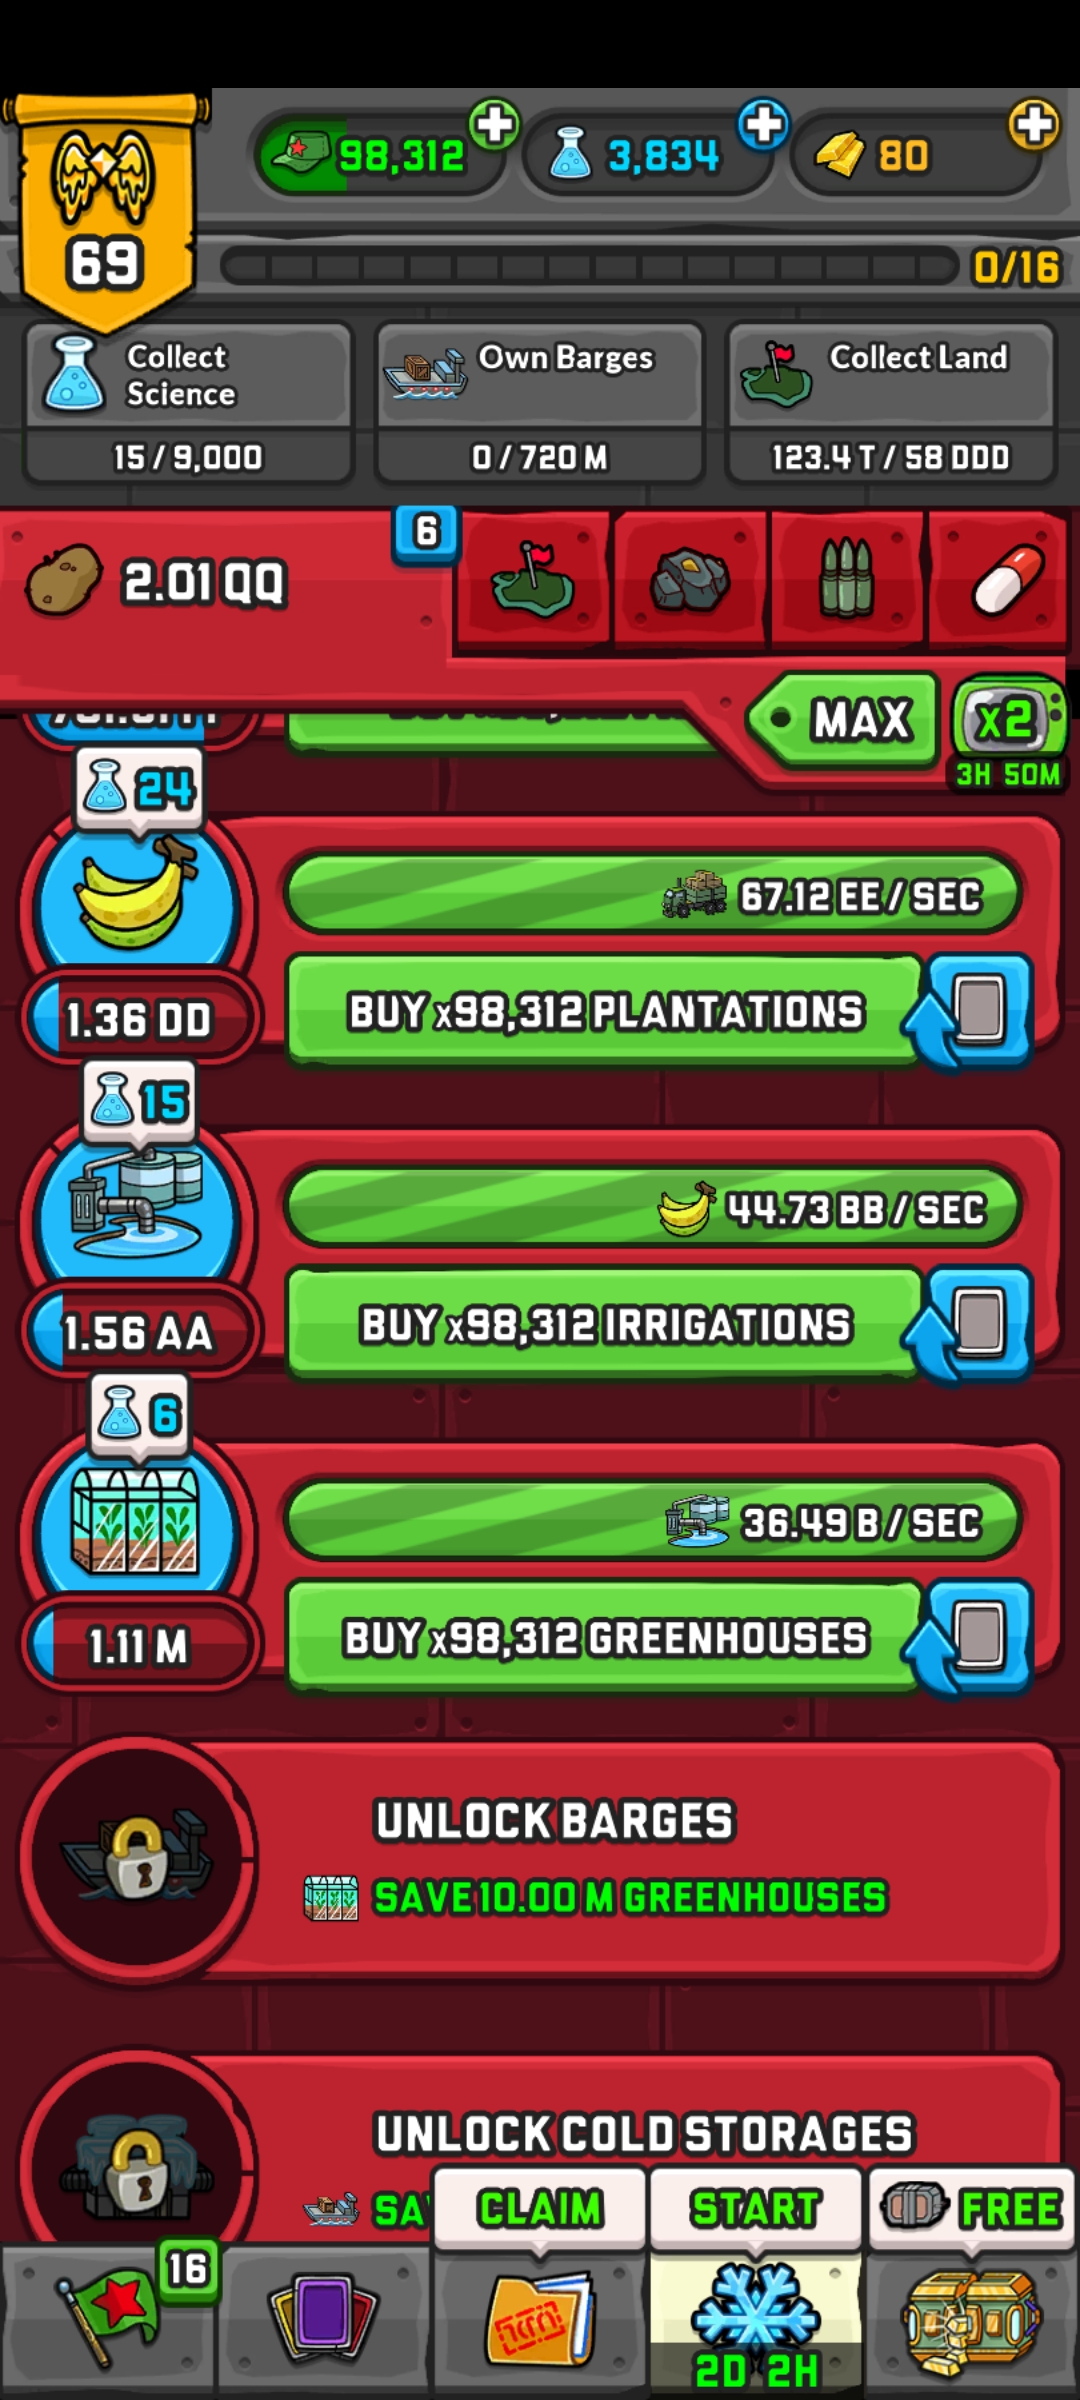 98,312
3,834
80
69
0/16
Collect Science
15 / 9,000
Own Barges
0 / 720 M
Collect Land
123.4 T / 58 DDD
2.01 QQ
6
MAX
x2
3H 50M
24
67.12 EE / SEC
1.36 DD
BUY x98,312 PLANTATIONS
15
44.73 BB / SEC
1.56 AA
BUY x98,312 IRRIGATIONS
6
36.49 B / SEC
1.11 M
BUY x98,312 GREENHOUSES
UNLOCK BARGES
SAVE 10.00 M GREENHOUSES
UNLOCK COLD STORAGES
CLAIM
START
FREE
16
2D 2H